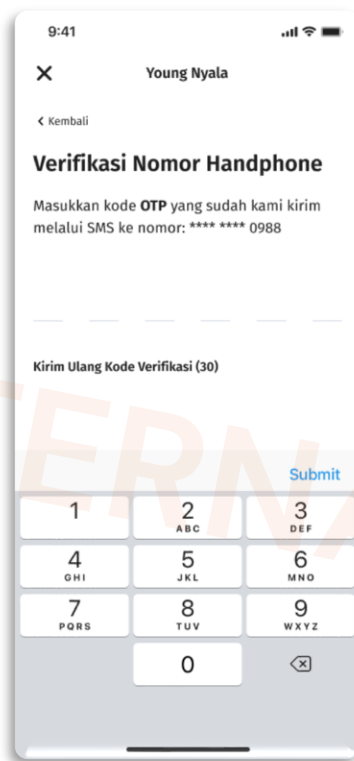 9:41
Young Nyala
Kembali
Verifikasi Nomor Handphone
Masukkan kode OTP yang sudah kami kirim
melalui SMS ke nomor: **** **** 0988
Kirim Ulang Kode Verifikasi (30)
Submit
1 2 3
ABC DEF
4 5 6
GHI JKL MNO
7 8 9
PQRS TUV WXYZ
0
TERNA